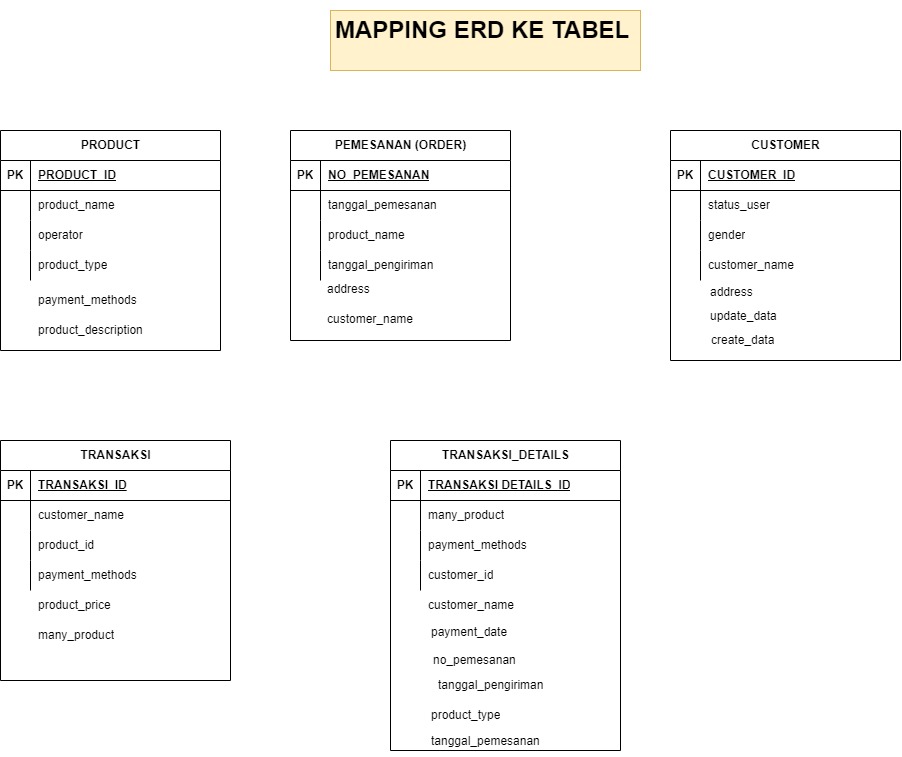 MAPPING ERD KE TABEL
PRODUCT
PK PRODUCT_ID
product_name
operator
product_type
payment_methods
product_description
PEMESANAN (ORDER)
PK NO_PEMESANAN
tanggal_pemesanan
product_name
tanggal_pengiriman
address
customer_name
CUSTOMER
PK CUSTOMER_ID
status_user
gender
customer_name
address
update_data
create_data
TRANSAKSI
PK TRANSAKSI_ID
customer_name
product_id
payment_methods
product_price
many_product
TRANSAKSI_DETAILS
PK TRANSAKSI DETAILS_ID
many_product
payment_methods
customer_id
customer_name
payment_date
no_pemesanan
tanggal_pengiriman
product_type
tanggal_pemesanan